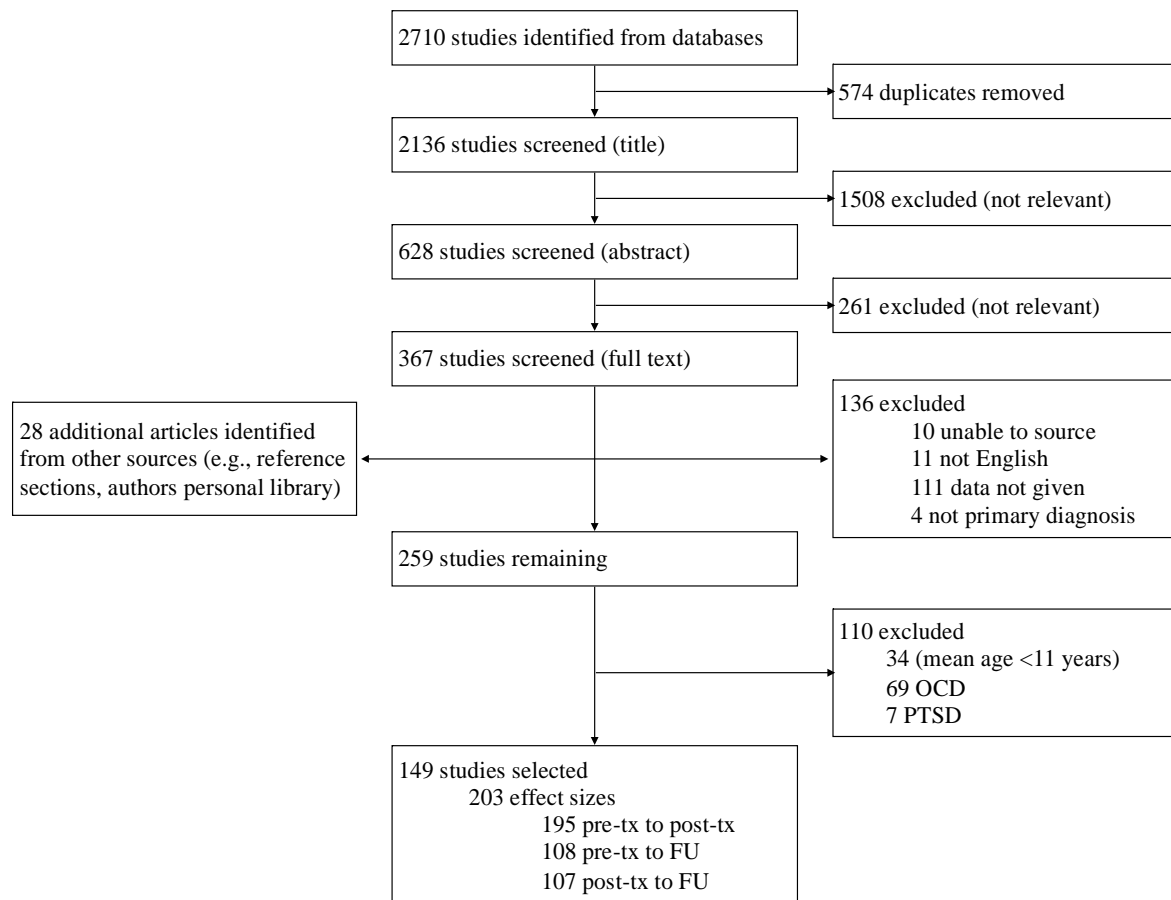 2710 studies identified from databases
574 duplicates removed
2136 studies screened (title)
1508 excluded (not relevant)
628 studies screened (abstract)
261 excluded (not relevant)
367 studies screened (full text)
28 additional articles identified
from other sources (e.g., reference
sections, authors personal library)
136 excluded
10 unable to source
11 not English
111 data not given
4 not primary diagnosis
259 studies remaining
110 excluded
34 (mean age <11 years)
69 OCD
7 PTSD
149 studies selected
203 effect sizes
195 pre-tx to post-tx
108 pre-tx to FU
107 post-tx to FU